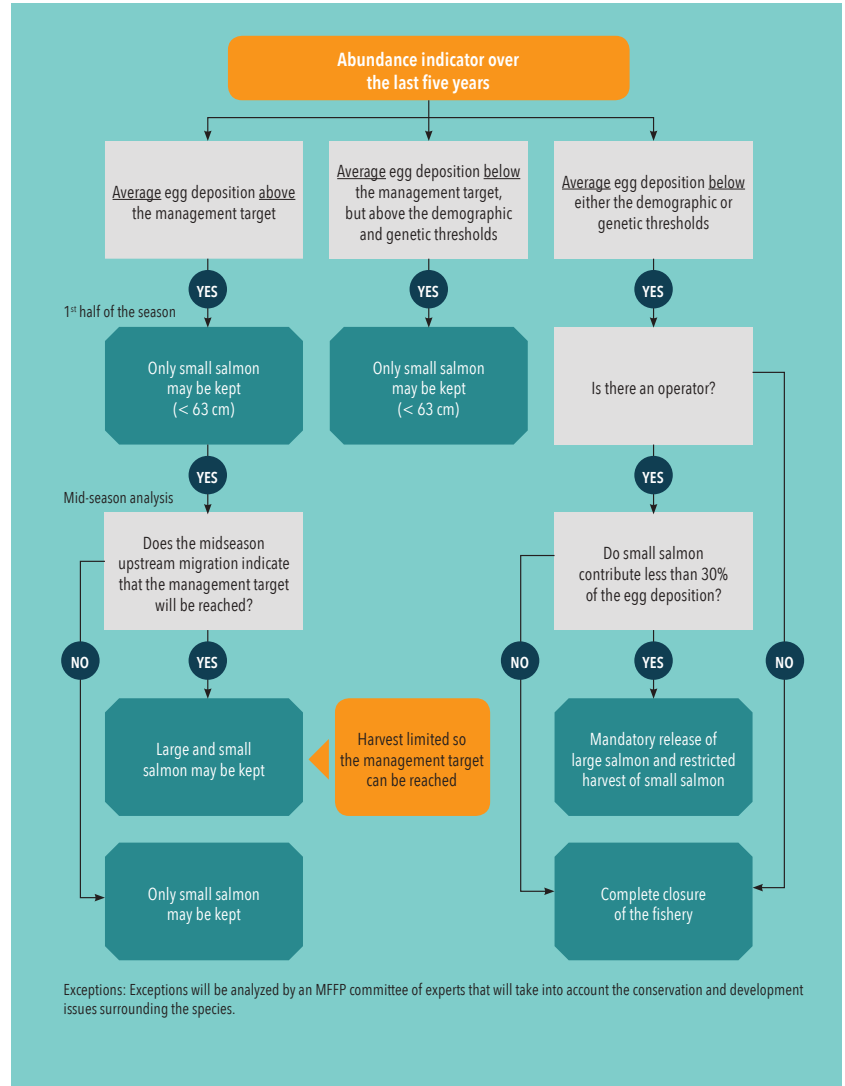 Abundance indicator over
the last five years
Average egg deposition above
the management target
Average egg deposition below
the management target,
but above the demographic
and genetic thresholds
Average egg deposition below
either the demographic or
genetic thresholds
YES
YES
YES
1st half of the season
Only small salmon
may be kept
(< 63 cm)
Only small salmon
may be kept
(< 63 cm)
Is there an operator?
YES
YES
Mid-season analysis
Does the midseason
upstream migration indicate
that the management target
will be reached?
Do small salmon
contribute less than 30%
of the egg deposition?
NO
YES
NO
YES
NO
Large and small
salmon may be kept
Harvest limited so
the management target
can be reached
Mandatory release of
large salmon and restricted
harvest of small salmon
Only small salmon
may be kept
Complete closure
of the fishery
Exceptions: Exceptions will be analyzed by an MFFP committee of experts that will take into account the conservation and development
issues surrounding the species.